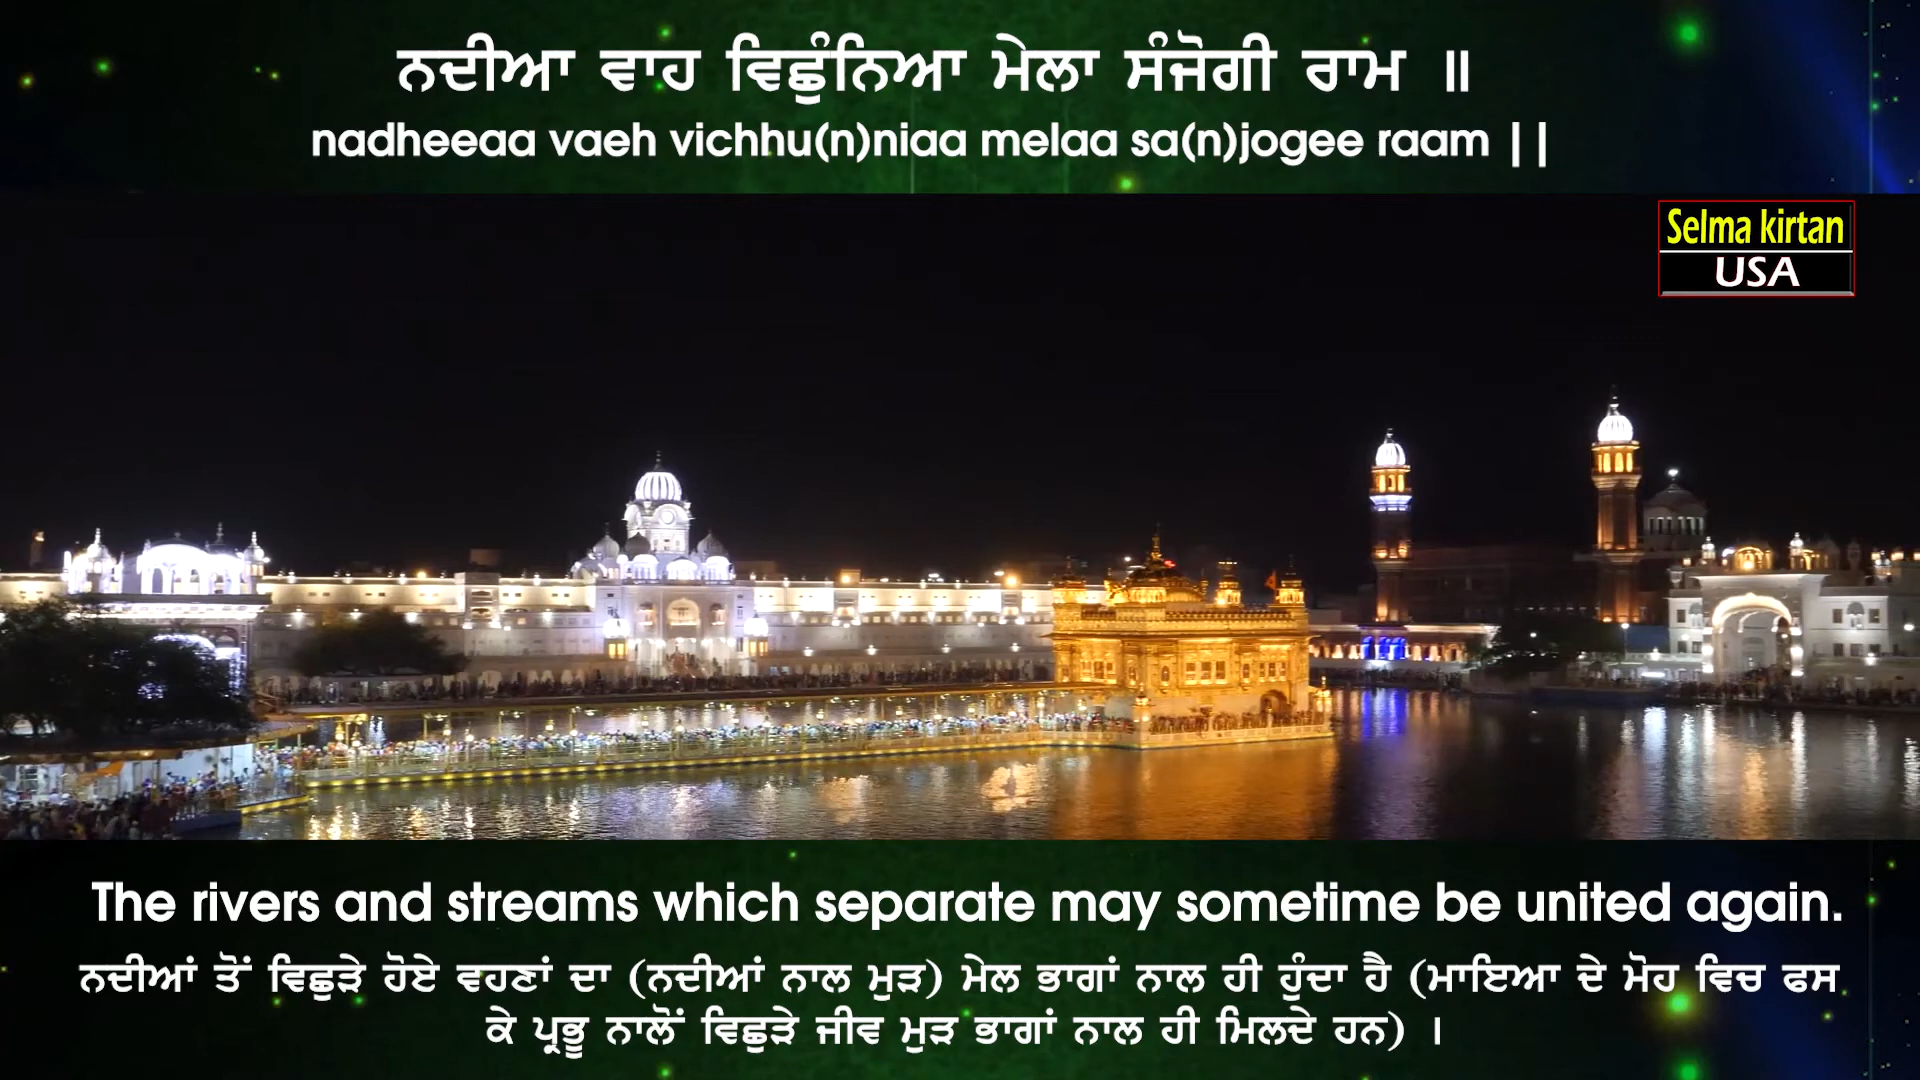 ਨਦੀਆ ਵਾਹ ਵਿਛੁੰਨਿਆ ਮੇਲਾ ਸੰਜੋਗੀ ਰਾਮ ॥
nadheeaa vaeh vichhu(n)niaa melaa sa(n)jogee raam ||
Selma kirtan
USA
The rivers and streams which separate may sometime be united again.
ਨਦੀਆਂ ਤੋਂ ਵਿਛੁੜੇ ਹੋਏ ਵਹਣਾਂ ਦਾ (ਨਦੀਆਂ ਨਾਲ ਮੁੜ) ਮੇਲ ਭਾਗਾਂ ਨਾਲ ਹੀ ਹੁੰਦਾ ਹੈ (ਮਾਇਆ ਦੇ ਮੋਹ ਵਿਚ ਫਸ
ਕੇ ਪ੍ਰਭੂ ਨਾਲੋਂ ਵਿਛੁੜੇ ਜੀਵ ਮੁੜ ਭਾਗਾਂ ਨਾਲ ਹੀ ਮਿਲਦੇ ਹਨ) ।